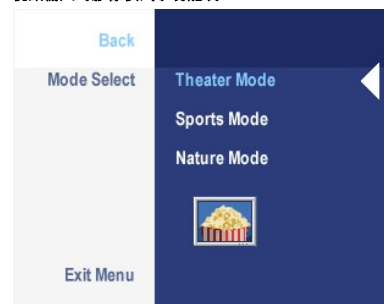 Back
Mode Select
Theater Mode
Sports Mode
Nature Mode
Exit Menu